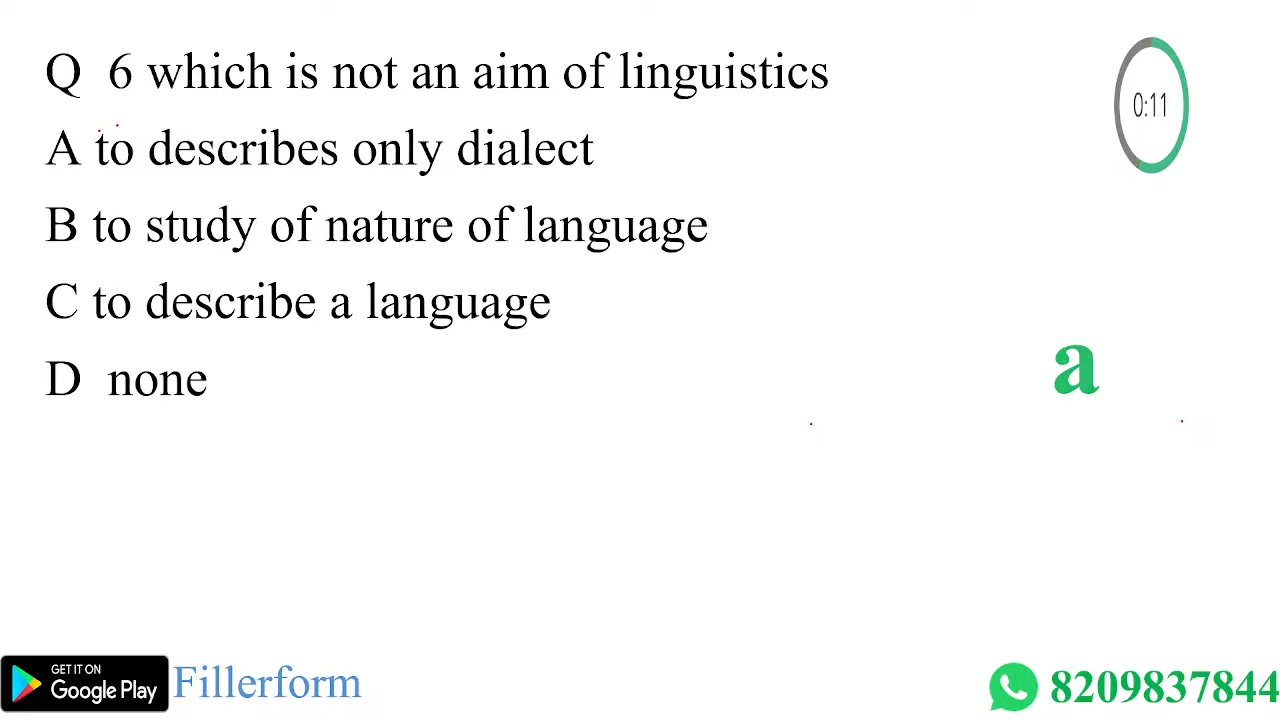 Q 6 which is not an aim of linguistics
0:11
A to describes only dialect
B to study of nature of language
C to describe a language
D none
a
GET IT ON
Google Play
Fillerform
8209837844